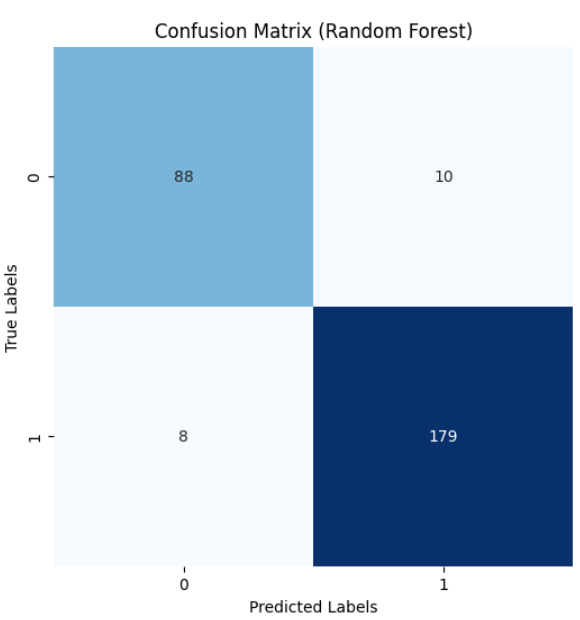 Confusion Matrix (Random Forest)
0
88
10
True Labels
1
8
179
0
1
Predicted Labels